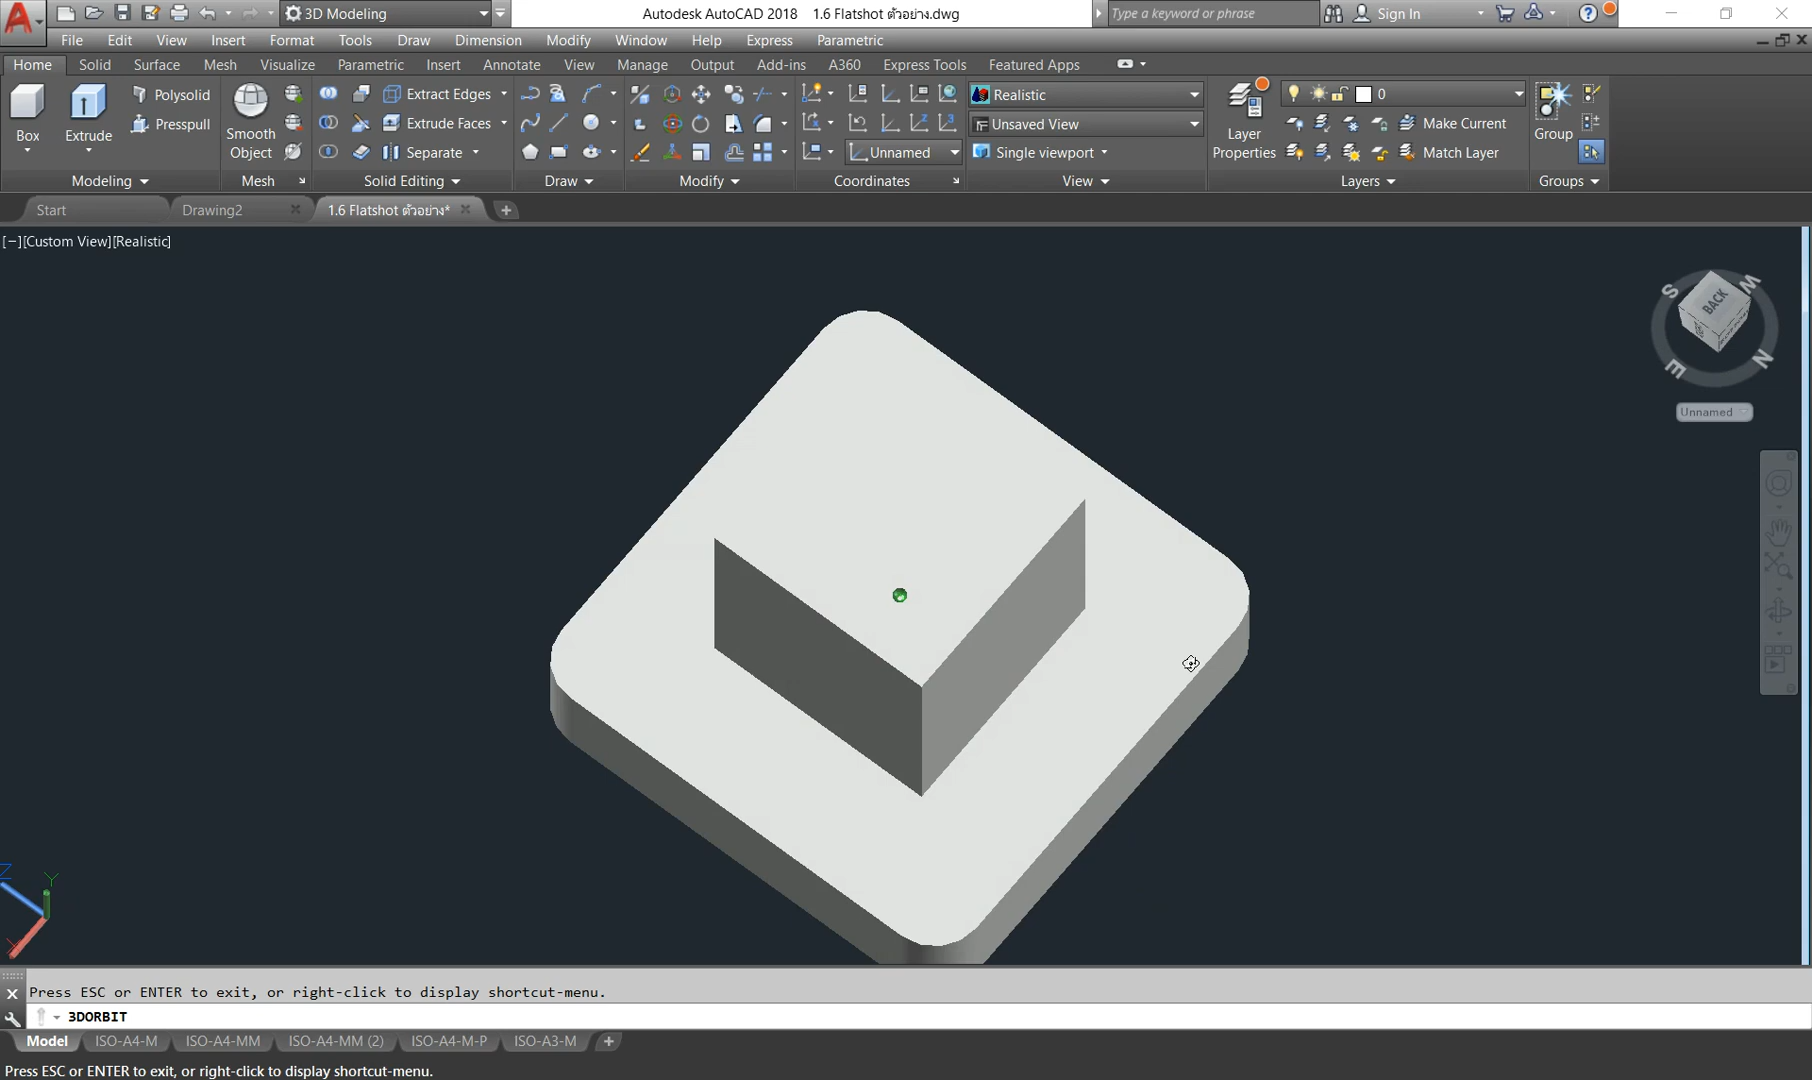 3D Modeling
Autodesk AutoCAD 2018 1.6 Flatshot ตัวอย่าง.dwg
Type a keyword or phrase
Sign In
File Edit View Insert Format Tools Draw Dimension Modify Window Help Express Parametric
Home Solid Surface Mesh Visualize Parametric Insert Annotate View Manage Output Add-ins A360 Express Tools Featured Apps
Box
Extrude
Polysolid
Presspull
Smooth
Object
Extract Edges
Extrude Faces
Separate
Unnamed
Realistic
Unsaved View
Single viewport
Layer
Properties
0
Make Current
Match Layer
Group
Modeling Mesh Solid Editing Draw Modify Coordinates View Layers Groups
Start Drawing2 1.6 Flatshot ตัวอย่าง*
[−][Custom View][Realistic]
BACK
S W N E
Unnamed
Z Y X
Press ESC or ENTER to exit, or right-click to display shortcut-menu.
3DORBIT
Model ISO-A4-M ISO-A4-MM ISO-A4-MM (2) ISO-A4-M-P ISO-A3-M
Press ESC or ENTER to exit, or right-click to display shortcut-menu.